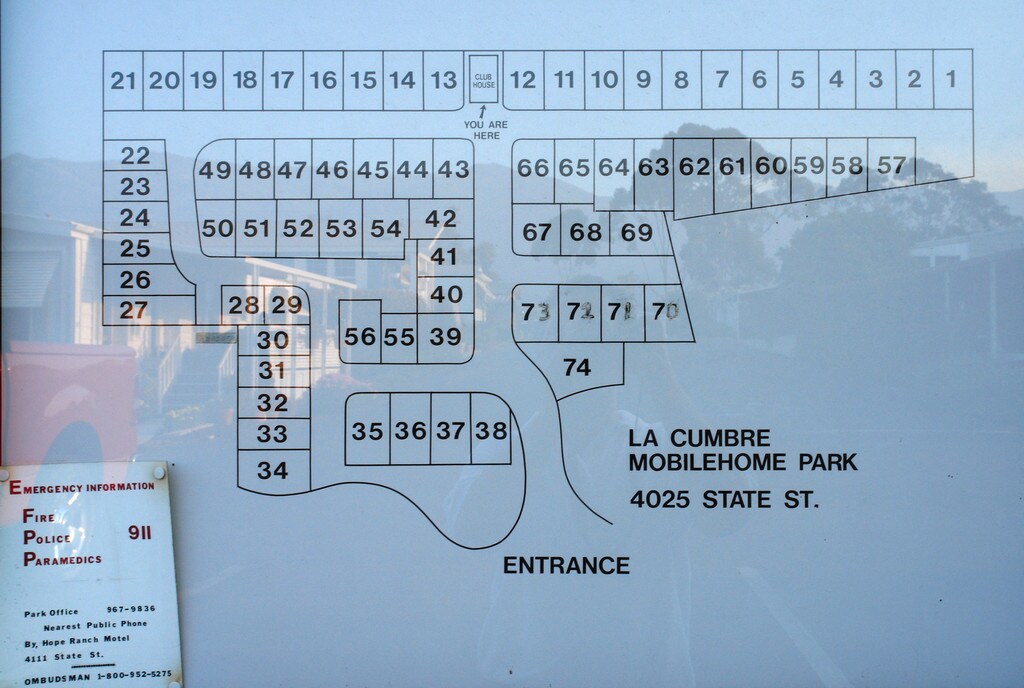 21 20 19 18 17 16 15 14 13 CLUB HOUSE 12 11 10 9 8 7 6 5 4 3 2 1
YOU ARE
HERE
22
23
24
25
26
27
49 48 47 46 45 44 43
50 51 52 53 54 42
41
40
56 55 39
28 29
30
31
32
33
34
35 36 37 38
66 65 64 63 62 61 60 59 58 57
67 68 69
73 72 71 70
74
LA CUMBRE
MOBILEHOME PARK
4025 STATE ST.
ENTRANCE
EMERGENCY INFORMATION
FIRE
POLICE 911
PARAMEDICS
Park Office 967-9836
Nearest Public Phone
By, Hope Ranch Motel
4111 State St.
OMBUDSMAN 1-800-952-5275